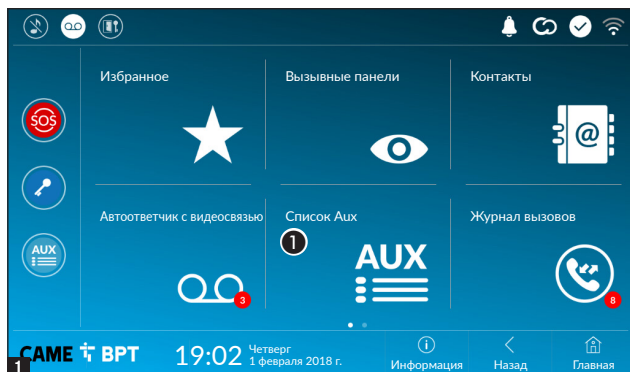 Избранное
Вызывные панели
Контакты
SOS
@
Автоответчик с видеосвязью
Список Aux
Журнал вызовов
AUX
1
AUX
3
8
CAME BPT
19:02
Четверг
1 февраля 2018 г.
Информация
Назад
Главная
1